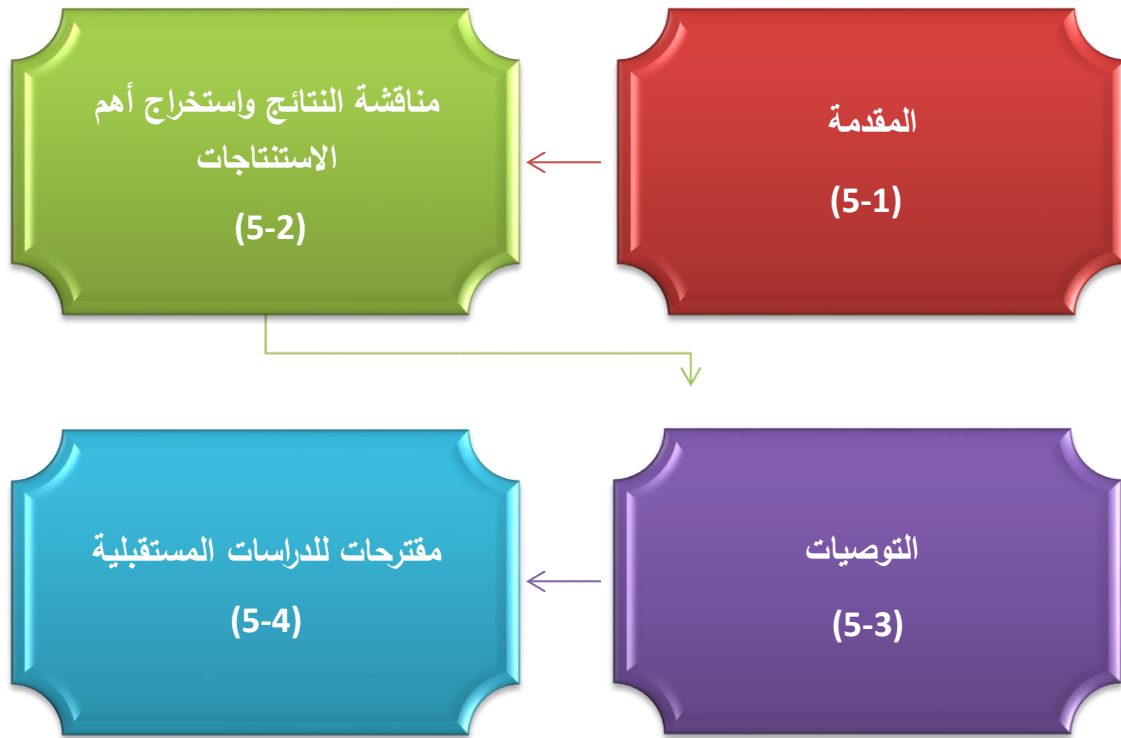 المقدمة
(5-1)
مناقشة النتائج واستخراج أهم
الاستنتاجات
(5-2)
التوصيات
(5-3)
مقترحات للدراسات المستقبلية
(5-4)